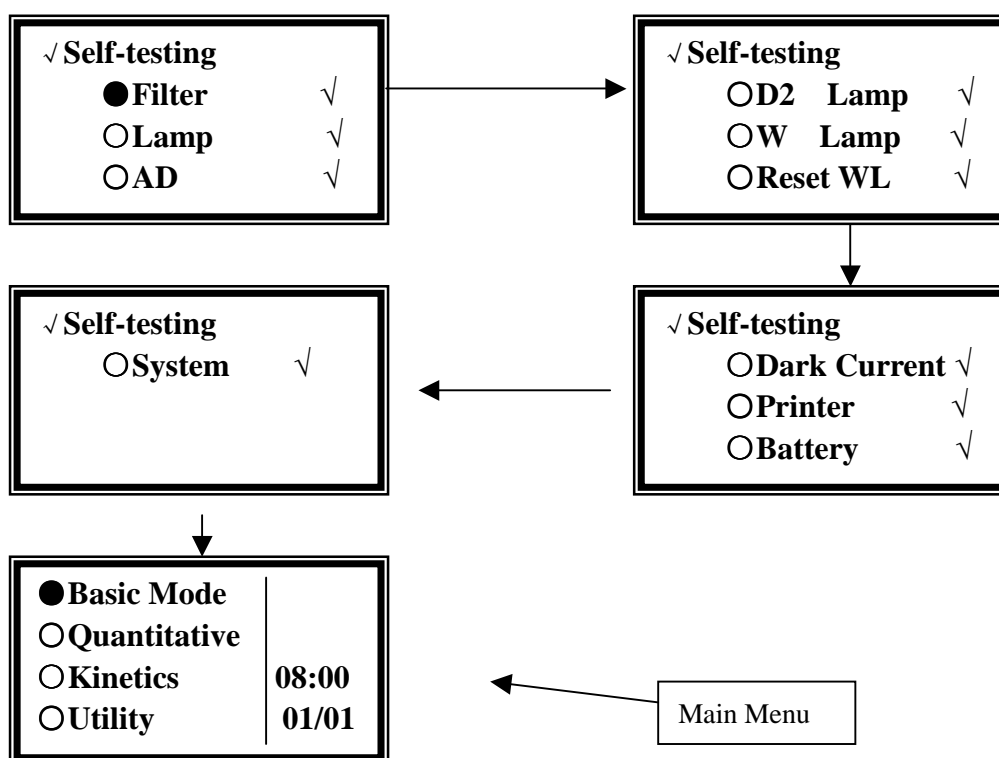 √ Self-testing
●Filter √
○Lamp √
○AD √
√ Self-testing
○D2 Lamp √
○W Lamp √
○Reset WL √
√ Self-testing
○Dark Current √
○Printer √
○Battery √
√ Self-testing
○System √
●Basic Mode
○Quantitative
○Kinetics 08:00
○Utility 01/01
Main Menu